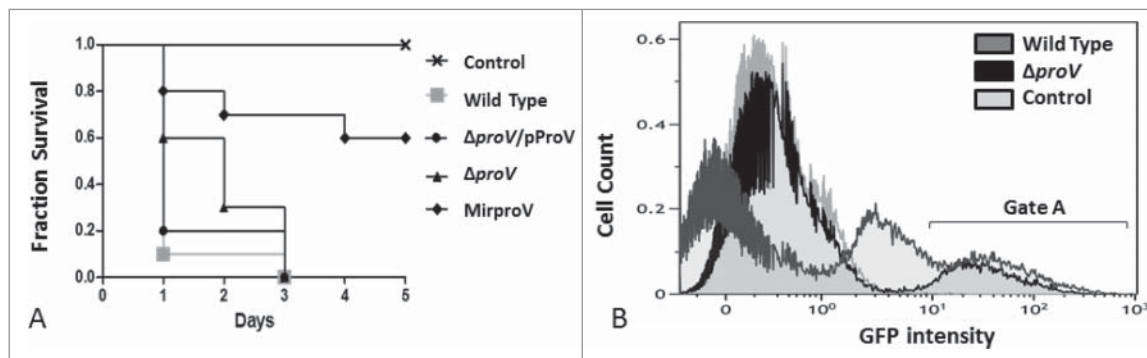 1.0
0.8
0.6
0.4
0.2
0.0
Fraction Survival
0 1 2 3 4 5
Days
A
Control
Wild Type
ΔproV/pProV
ΔproV
MirproV
0.6
0.4
0.2
0
Cell Count
0 10⁰ 10¹ 10² 10³
GFP intensity
B
Wild Type
ΔproV
Control
Gate A